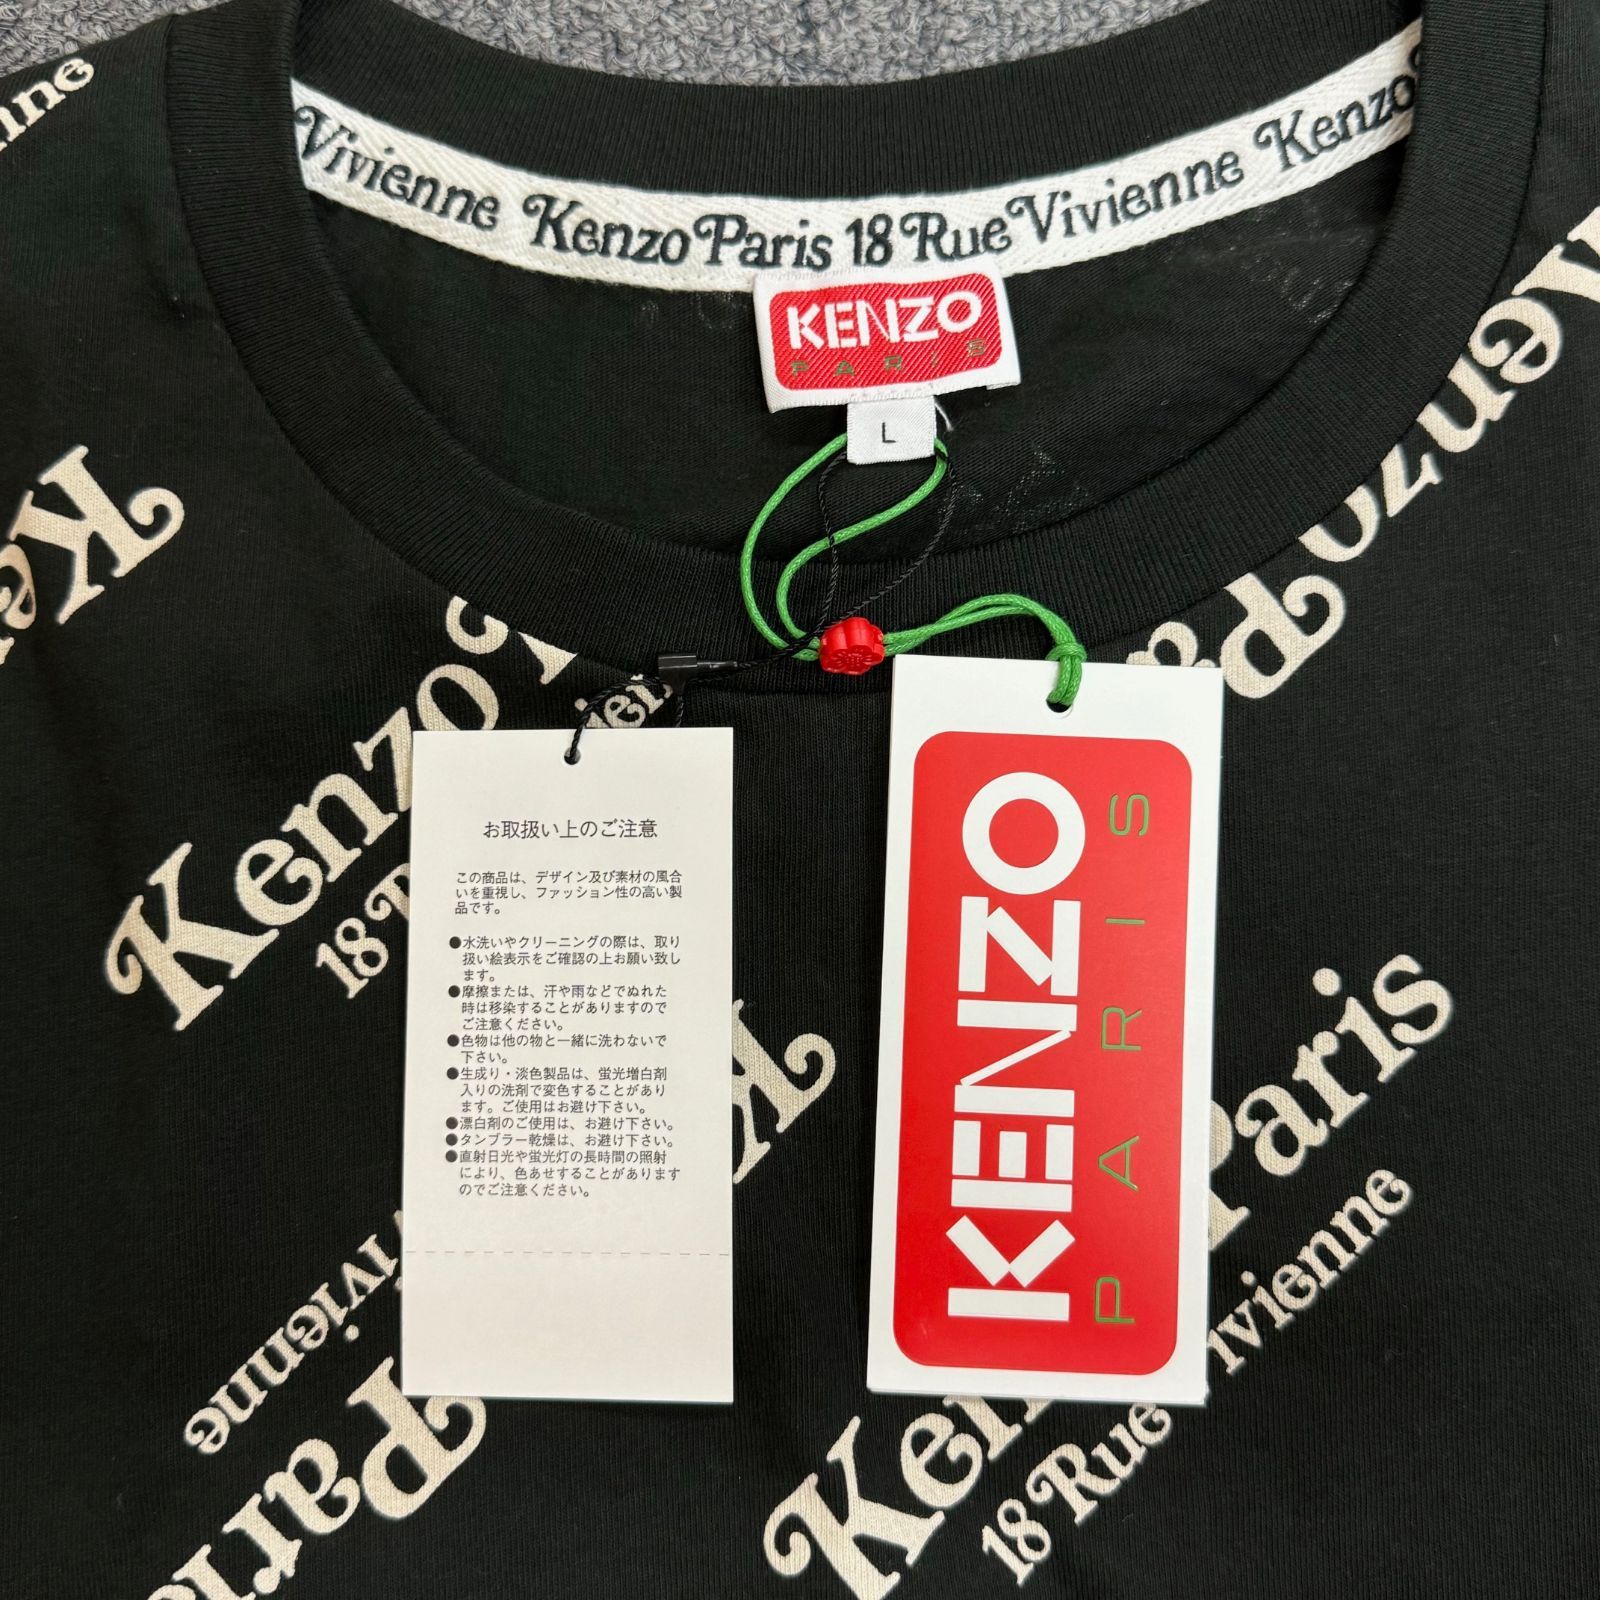 nne
Vivienne Kenzo Paris 18 Rue Vivienne Kenzo
KENZO
PARIS
L
Kenzo
Kenzo
18
Paris
Vivienne
お取扱い上のご注意
この商品は、デザイン及び素材の風合
いを重視し、ファッション性の高い製
品です。
●水洗いやクリーニングの際は、取り
扱い絵表示をご確認の上お願い致し
ます。
●摩擦または、汗や雨などでぬれた
時は移染することがありますので
ご注意ください。
●色物は他の物と一緒に洗わないで
下さい。
●生成り・淡色製品は、蛍光増白剤
入りの洗剤で変色することがあり
ます。ご使用はお避け下さい。
●漂白剤のご使用は、お避け下さい。
●タンブラー乾燥は、お避け下さい。
●直射日光や蛍光灯の長時間の照射
により、色あせすることがあります
のでご注意ください。
KENZO
PARIS
Paris
ivienne
Ken
18 Rue
ivienne
Pari